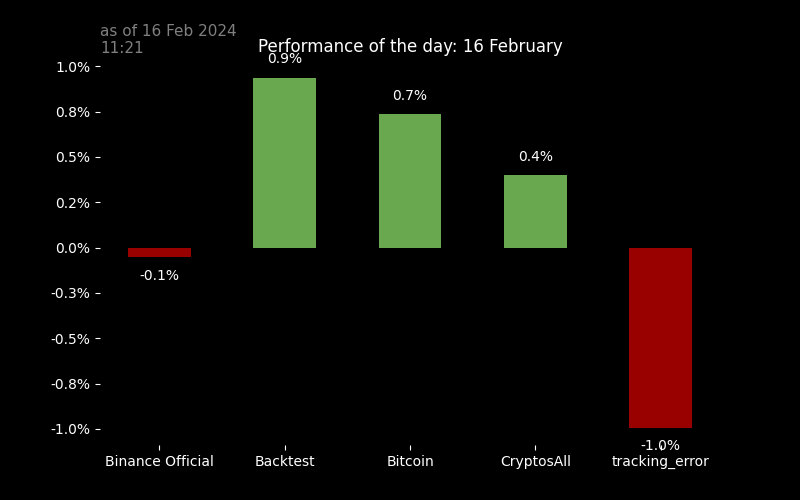 as of 16 Feb 2024
11:21
Performance of the day: 16 February
1.0%
0.8%
0.5%
0.2%
0.0%
-0.3%
-0.5%
-0.8%
-1.0%
-0.1%
0.9%
0.7%
0.4%
-1.0%
Binance Official
Backtest
Bitcoin
CryptosAll
tracking_error